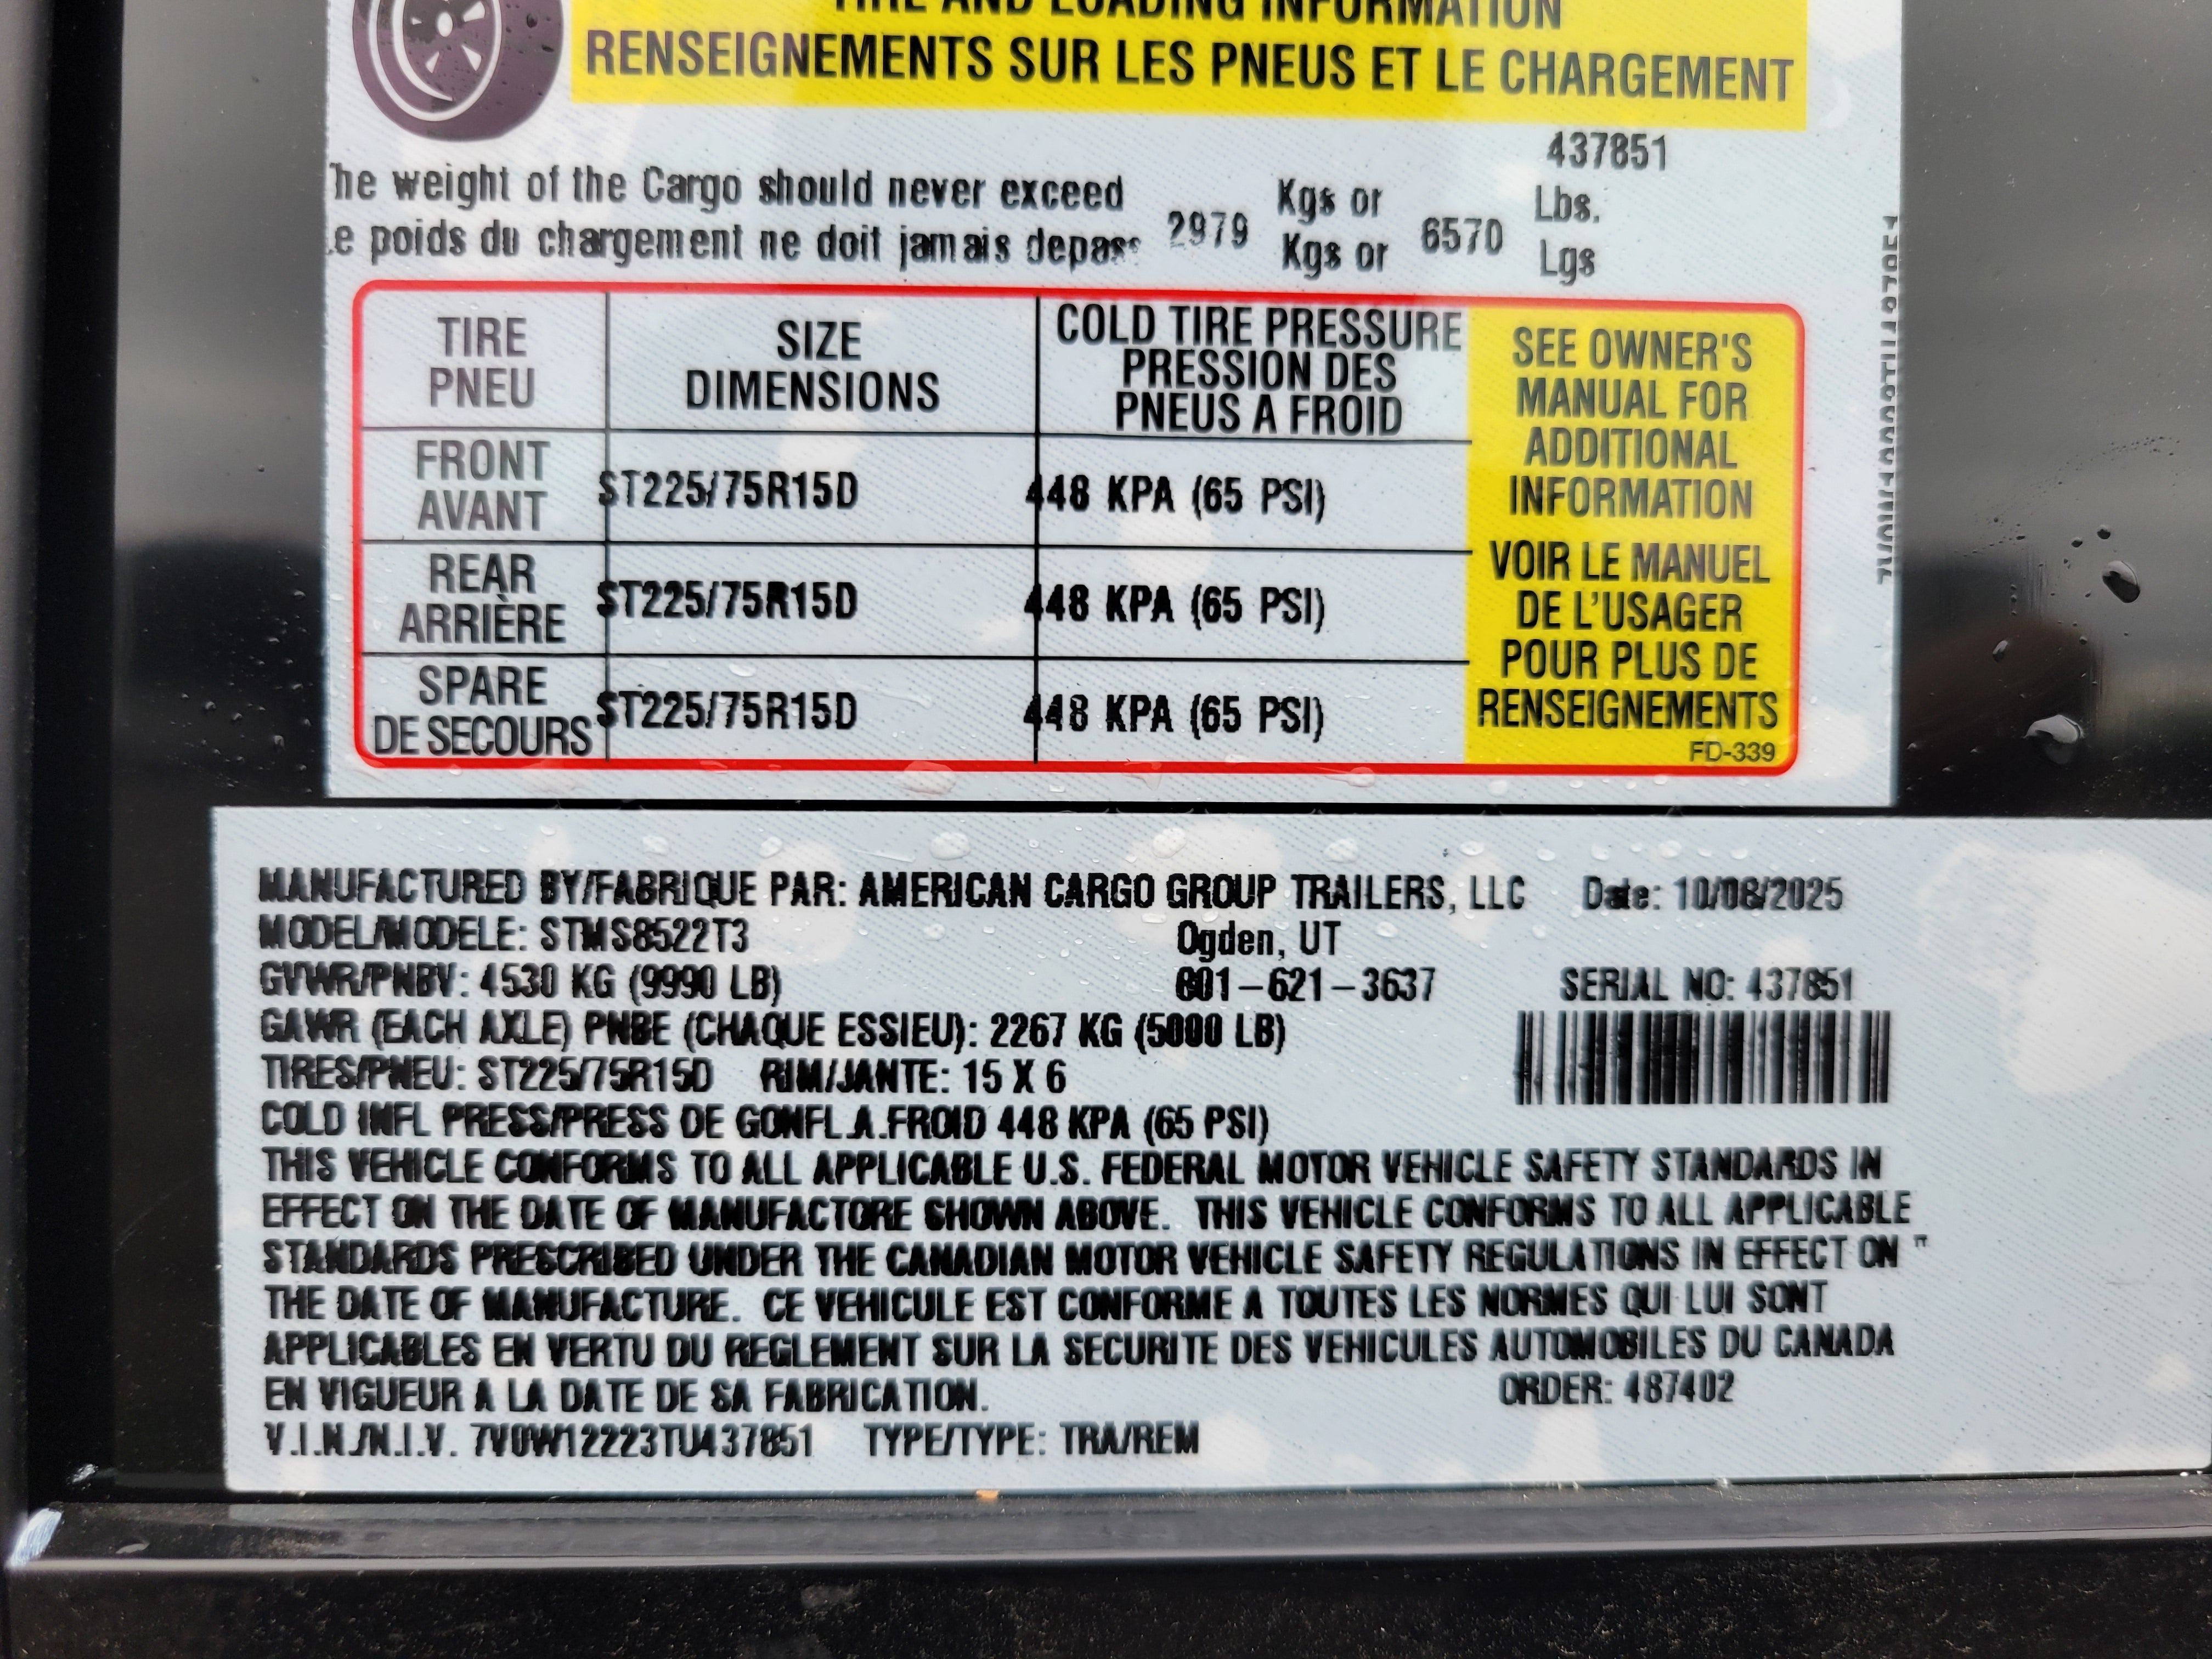 TIRE AND LOADING INFORMATION
RENSEIGNEMENTS SUR LES PNEUS ET LE CHARGEMENT
437851
he weight of the Cargo should never exceed 2979 Kgs or 6570 Lbs.
e poids du chargement ne doit jamais depass Kgs or Lgs
TIRE PNEU
SIZE DIMENSIONS
COLD TIRE PRESSURE
PRESSION DES
PNEUS A FROID
FRONT AVANT ST225/75R15D 448 KPA (65 PSI)
REAR ARRIÈRE ST225/75R15D 448 KPA (65 PSI)
SPARE DE SECOURS ST225/75R15D 448 KPA (65 PSI)
SEE OWNER'S
MANUAL FOR
ADDITIONAL
INFORMATION
VOIR LE MANUEL
DE L'USAGER
POUR PLUS DE
RENSEIGNEMENTS
FD-339
MANUFACTURED BY/FABRIQUE PAR: AMERICAN CARGO GROUP TRAILERS, LLC Date: 10/08/2025
MODEL/MODELE: STMS8522T3 Ogden, UT
GVWR/PNBV: 4530 KG (9990 LB) 801-621-3637 SERIAL NO: 437851
GAWR (EACH AXLE) PNBE (CHAQUE ESSIEU): 2267 KG (5000 LB)
TIRES/PNEU: ST225/75R15D RIM/JANTE: 15 X 6
COLD INFL PRESS/PRESS DE GONFL.A.FROID 448 KPA (65 PSI)
THIS VEHICLE CONFORMS TO ALL APPLICABLE U.S. FEDERAL MOTOR VEHICLE SAFETY STANDARDS IN
EFFECT ON THE DATE OF MANUFACTORE SHOWN ABOVE. THIS VEHICLE CONFORMS TO ALL APPLICABLE
STANDARDS PRESCRIBED UNDER THE CANADIAN MOTOR VEHICLE SAFETY REGULATIONS IN EFFECT ON "
THE DATE OF MANUFACTURE. CE VEHICULE EST CONFORME A TOUTES LES NORMES QUI LUI SONT
APPLICABLES EN VERTU DU REGLEMENT SUR LA SECURITE DES VEHICULES AUTOMOBILES DU CANADA
EN VIGUEUR A LA DATE DE SA FABRICATION. ORDER: 487402
V.I.N./N.I.V. 7V0W12223TU437851 TYPE/TYPE: TRA/REM